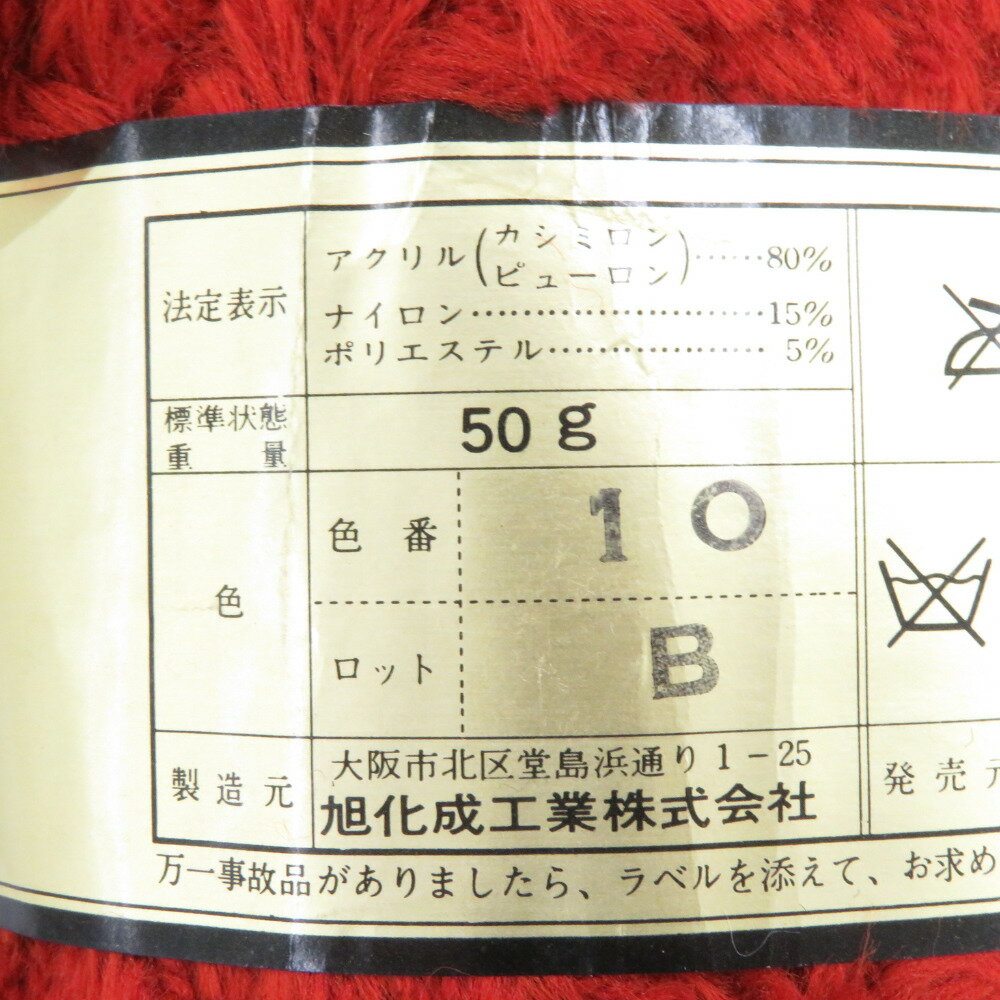 法定表示
アクリル(カシミロン
ピューロン)……80%
ナイロン……………………15%
ポリエステル………………5%
標準状態
重量
50g
色
色番
10
ロット
B
製造元
大阪市北区堂島浜通り1-25
旭化成工業株式会社
発売元
万一事故品がありましたら、ラベルを添えて、お求め